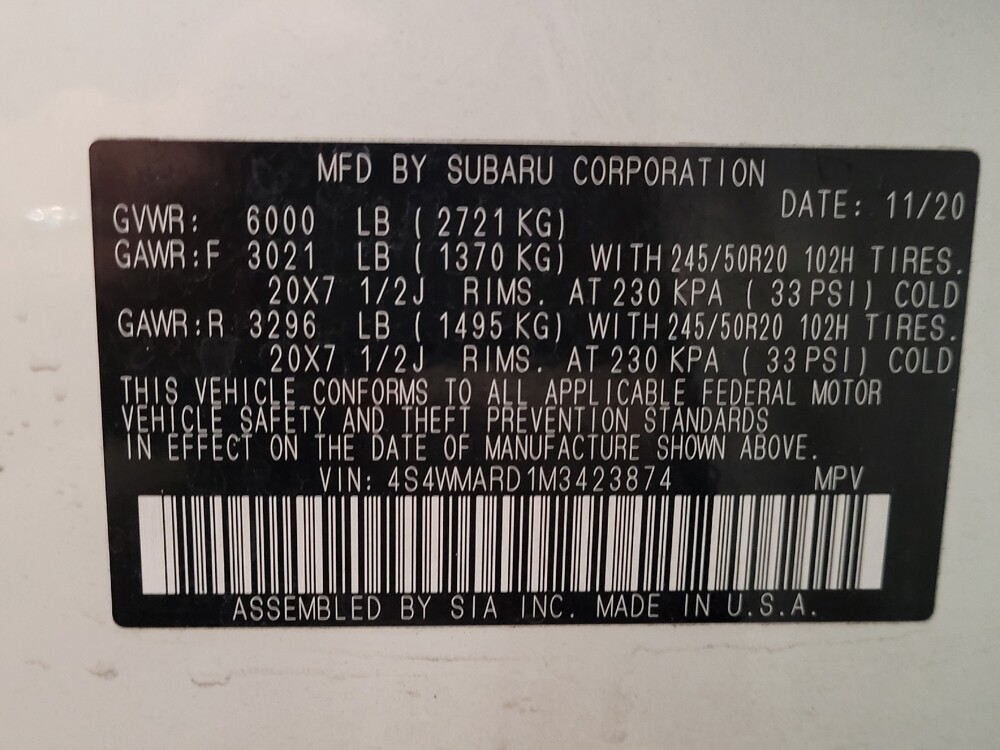 MFD BY SUBARU CORPORATION
DATE: 11/20
GVWR: 6000 LB ( 2721 KG)
GAWR:F 3021 LB ( 1370 KG) WITH 245/50R20 102H TIRES.
20X7 1/2J RIMS. AT 230 KPA ( 33 PSI) COLD
GAWR:R 3296 LB ( 1495 KG) WITH 245/50R20 102H TIRES.
20X7 1/2J RIMS. AT 230 KPA ( 33 PSI) COLD
THIS VEHICLE CONFORMS TO ALL APPLICABLE FEDERAL MOTOR
VEHICLE SAFETY AND THEFT PREVENTION STANDARDS
IN EFFECT ON THE DATE OF MANUFACTURE SHOWN ABOVE.
VIN: 4S4WMARD1M3423874 MPV
ASSEMBLED BY SIA INC. MADE IN U.S.A.